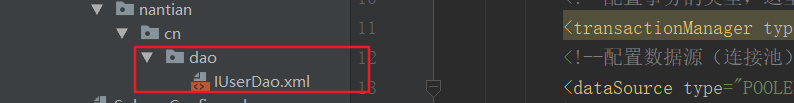 nantian
cn
dao
IUserDao.xml
11
<transactionManager typ
12
<!--配置数据源（连接池）
13
<dataSource type="POOLE